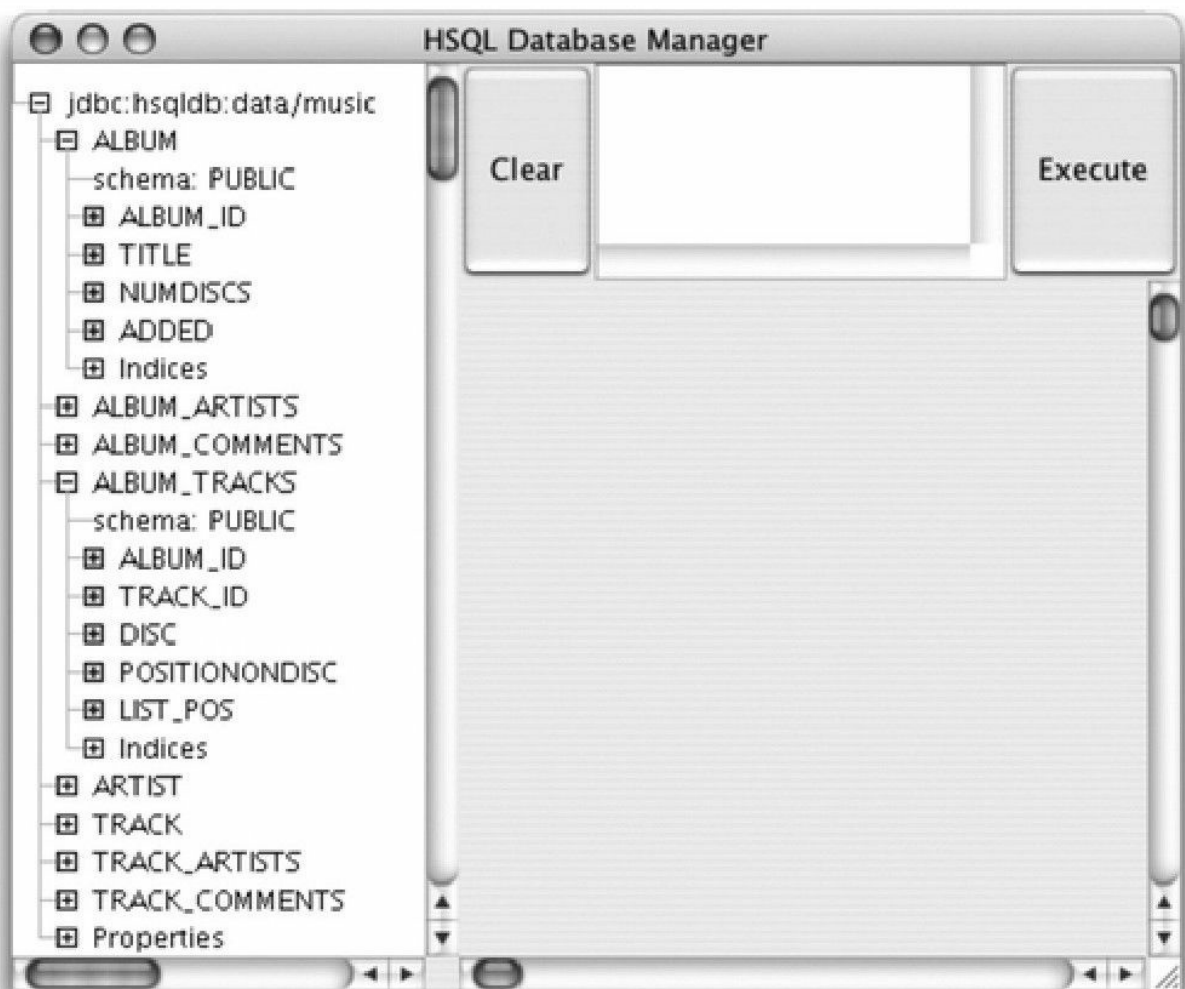 HSQL Database Manager
jdbc:hsqldb:data/music
ALBUM
schema: PUBLIC
ALBUM_ID
TITLE
NUMDISCS
ADDED
Indices
ALBUM_ARTISTS
ALBUM_COMMENTS
ALBUM_TRACKS
schema: PUBLIC
ALBUM_ID
TRACK_ID
DISC
POSITIONONDISC
LIST_POS
Indices
ARTIST
TRACK
TRACK_ARTISTS
TRACK_COMMENTS
Properties
Clear
Execute